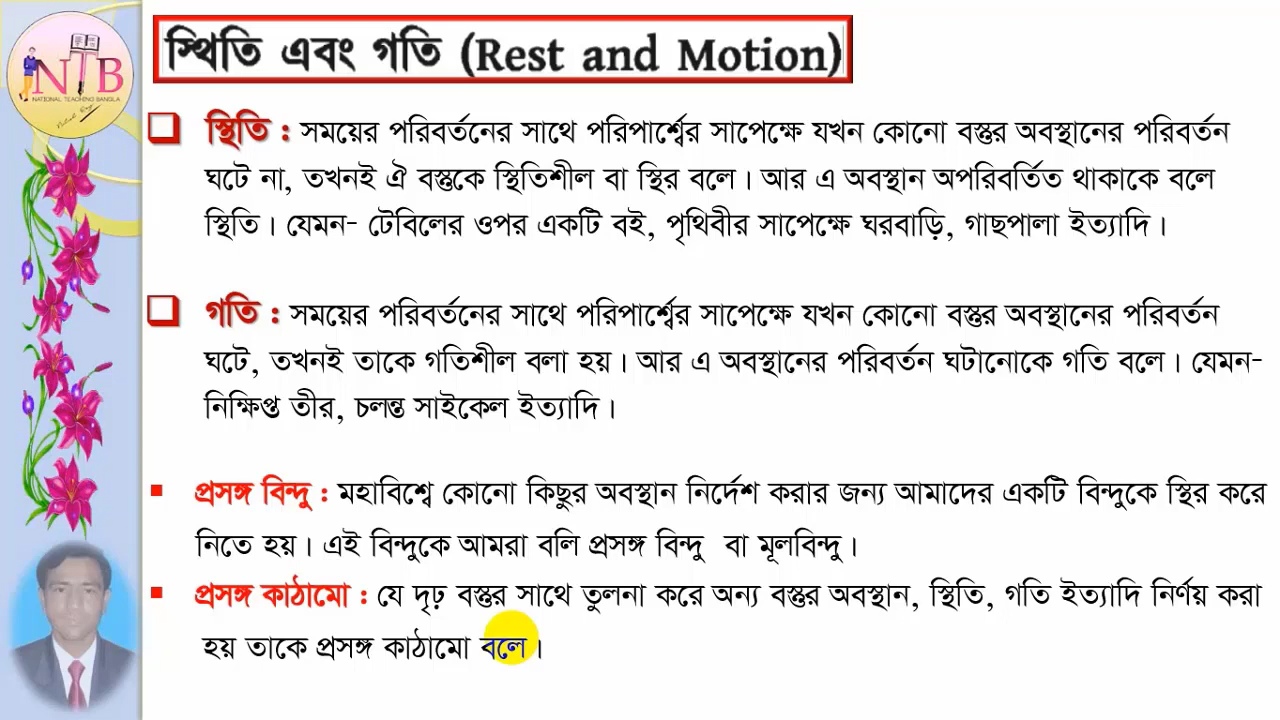 NTB
NATIONAL TEACHING BANGLA
স্থিতি এবং গতি (Rest and Motion)
স্থিতি : সময়ের পরিবর্তনের সাথে পরিপার্শ্বের সাপেক্ষে যখন কোনো বস্তুর অবস্থানের পরিবর্তন
ঘটে না, তখনই ঐ বস্তুকে স্থিতিশীল বা স্থির বলে। আর এ অবস্থান অপরিবর্তিত থাকাকে বলে
স্থিতি। যেমন- টেবিলের ওপর একটি বই, পৃথিবীর সাপেক্ষে ঘরবাড়ি, গাছপালা ইত্যাদি।
গতি : সময়ের পরিবর্তনের সাথে পরিপার্শ্বের সাপেক্ষে যখন কোনো বস্তুর অবস্থানের পরিবর্তন
ঘটে, তখনই তাকে গতিশীল বলা হয়। আর এ অবস্থানের পরিবর্তন ঘটানোকে গতি বলে। যেমন-
নিক্ষিপ্ত তীর, চলন্ত সাইকেল ইত্যাদি।
প্রসঙ্গ বিন্দু : মহাবিশ্বে কোনো কিছুর অবস্থান নির্দেশ করার জন্য আমাদের একটি বিন্দুকে স্থির করে
নিতে হয়। এই বিন্দুকে আমরা বলি প্রসঙ্গ বিন্দু বা মূলবিন্দু।
প্রসঙ্গ কাঠামো : যে দৃঢ় বস্তুর সাথে তুলনা করে অন্য বস্তুর অবস্থান, স্থিতি, গতি ইত্যাদি নির্ণয় করা
হয় তাকে প্রসঙ্গ কাঠামো বলে।